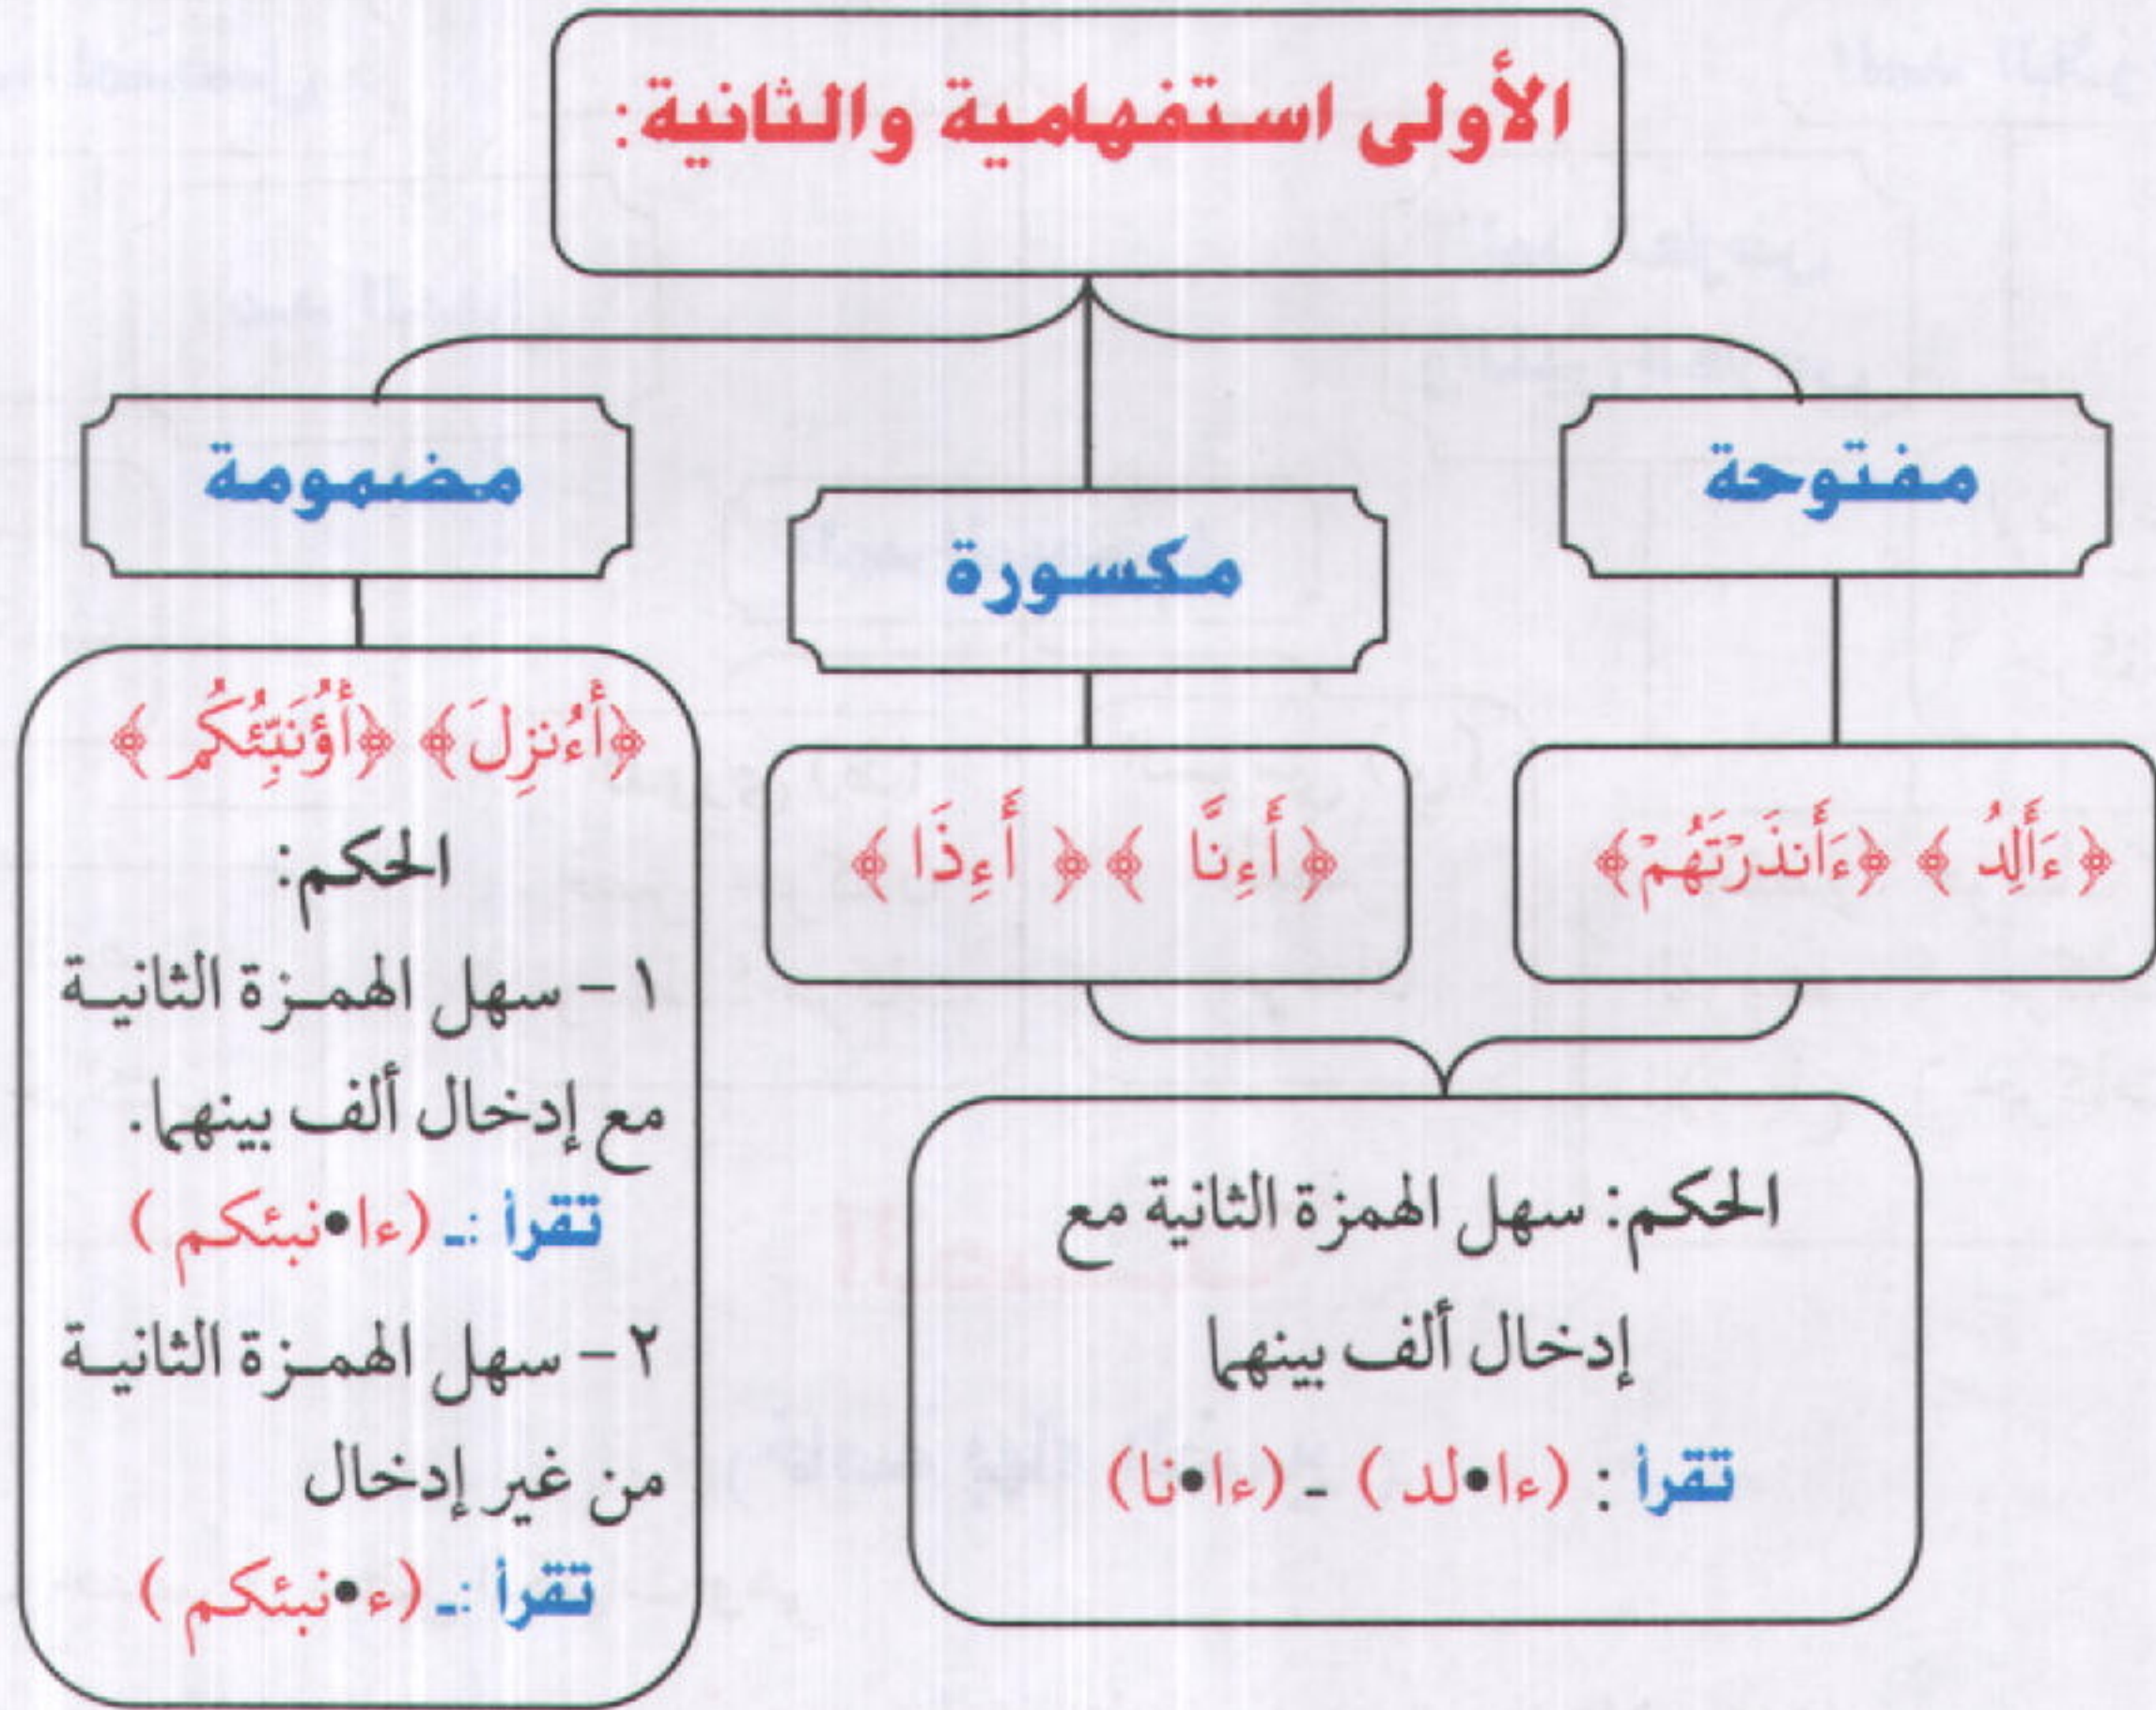 الأولى استفهامية والثانية:
مفتوحة
﴿ءَأَلِدُ﴾ ﴿ءَأَنذَرْتَهُمْ﴾
مكسورة
﴿أَءِنَّا﴾ ﴿أَءِذَا﴾
الحكم: سهل الهمزة الثانية مع
إدخال ألف بينهما
تقرأ : (ءا•لد) - (ءا•نا)
مضمومة
﴿أَءُنزِلَ﴾ ﴿أَؤُنَبِّئُكُم﴾
الحكم:
١- سهل الهمزة الثانية
مع إدخال ألف بينهما.
تقرأ :ـ (ءا•نبئكم)
٢- سهل الهمزة الثانية
من غير إدخال
تقرأ :ـ (ء•نبئكم)